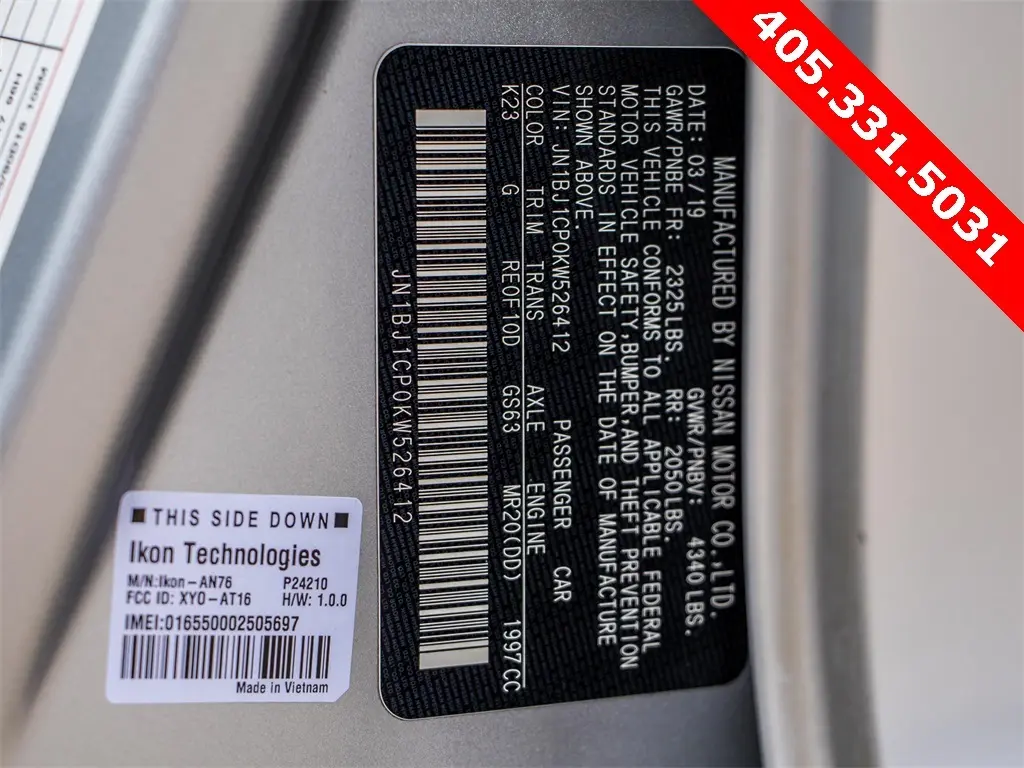 MANUFACTURED BY NISSAN MOTOR CO.,LTD.
DATE: 03/19 GVWR/PNBV: 4340 LBS.
GAWR/PNBE FR: 2325LBS. RR: 2050LBS.
THIS VEHICLE CONFORMS TO ALL APPLICABLE FEDERAL
MOTOR VEHICLE SAFETY,BUMPER,AND THEFT PREVENTION
STANDARDS IN EFFECT ON THE DATE OF MANUFACTURE
SHOWN ABOVE.
VIN: JN1BJ1CP0KW526412 PASSENGER CAR
COLOR TRIM TRANS AXLE ENGINE
K23 G RE0F10D GS63 MR20(DD) 1997CC
JN1BJ1CP0KW526412
THIS SIDE DOWN
Ikon Technologies
M/N:Ikon-AN76 P24210
FCC ID: XYO-AT16 H/W: 1.0.0
IMEI:016550002505697
Made in Vietnam
405.331.5031